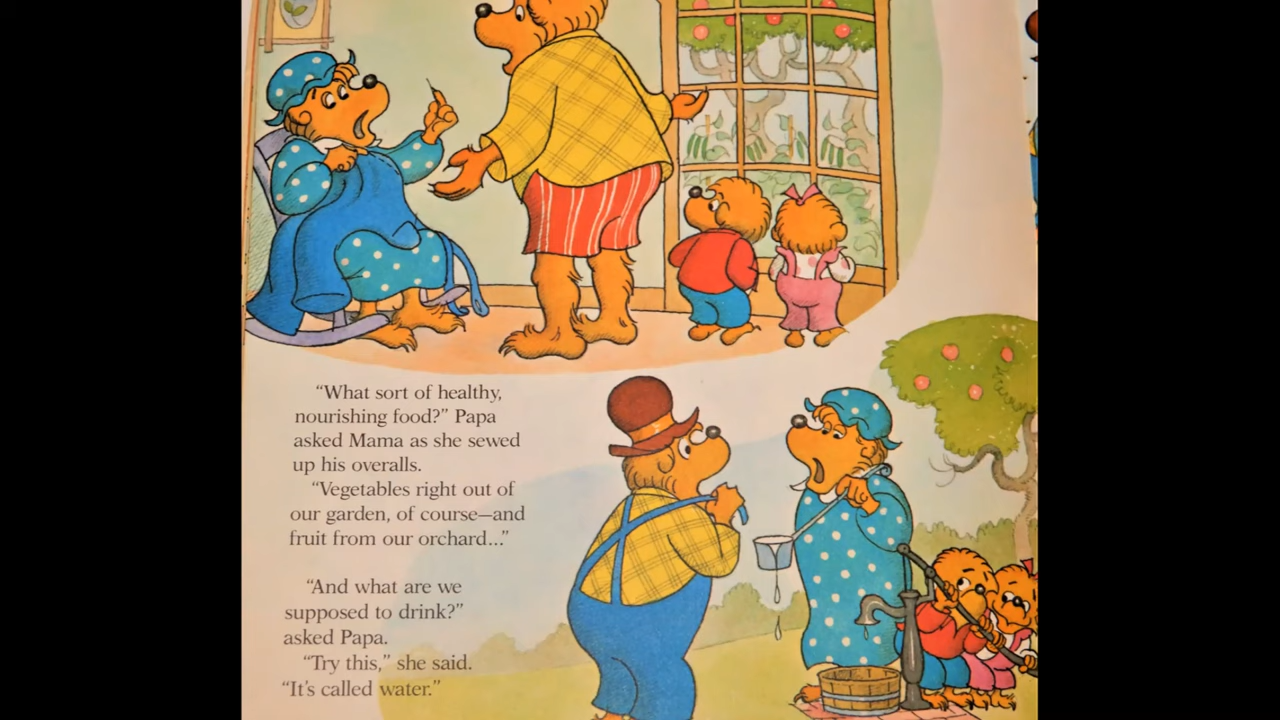 “What sort of healthy,
nourishing food?” Papa
asked Mama as she sewed
up his overalls.
“Vegetables right out of
our garden, of course—and
fruit from our orchard...”
“And what are we
supposed to drink?”
asked Papa.
“Try this,” she said.
“It’s called water.”